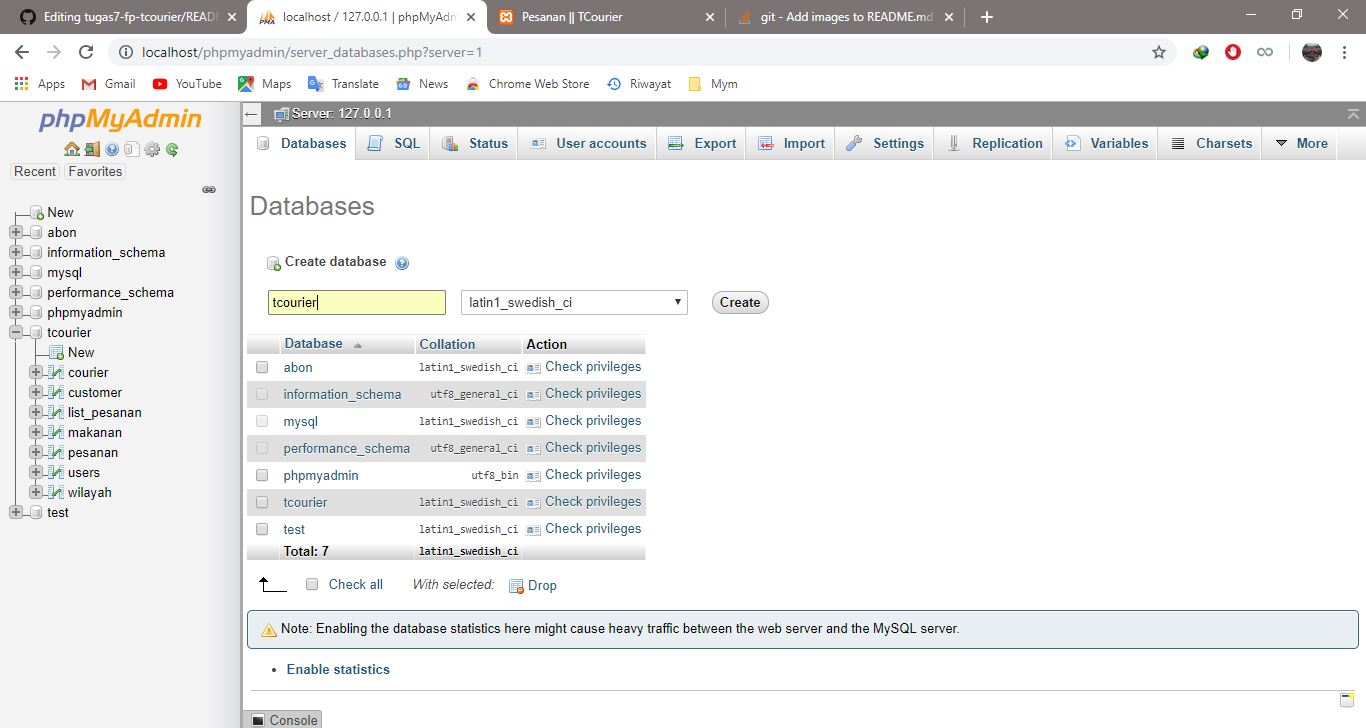 Editing tugas7-fp-tcourier/READ
localhost / 127.0.0.1 | phpMyAdm
Pesanan || TCourier
git - Add images to README.md
localhost/phpmyadmin/server_databases.php?server=1
Apps Gmail YouTube Maps Translate News Chrome Web Store Riwayat Mym
phpMyAdmin
Recent Favorites
New
abon
information_schema
mysql
performance_schema
phpmyadmin
tcourier
New
courier
customer
list_pesanan
makanan
pesanan
users
wilayah
test
Server: 127.0.0.1
Databases SQL Status User accounts Export Import Settings Replication Variables Charsets More
Databases
Create database
tcourier latin1_swedish_ci Create
Database Collation Action
abon latin1_swedish_ci Check privileges
information_schema utf8_general_ci Check privileges
mysql latin1_swedish_ci Check privileges
performance_schema utf8_general_ci Check privileges
phpmyadmin utf8_bin Check privileges
tcourier latin1_swedish_ci Check privileges
test latin1_swedish_ci Check privileges
Total: 7 latin1_swedish_ci
Check all With selected: Drop
Note: Enabling the database statistics here might cause heavy traffic between the web server and the MySQL server.
Enable statistics
Console